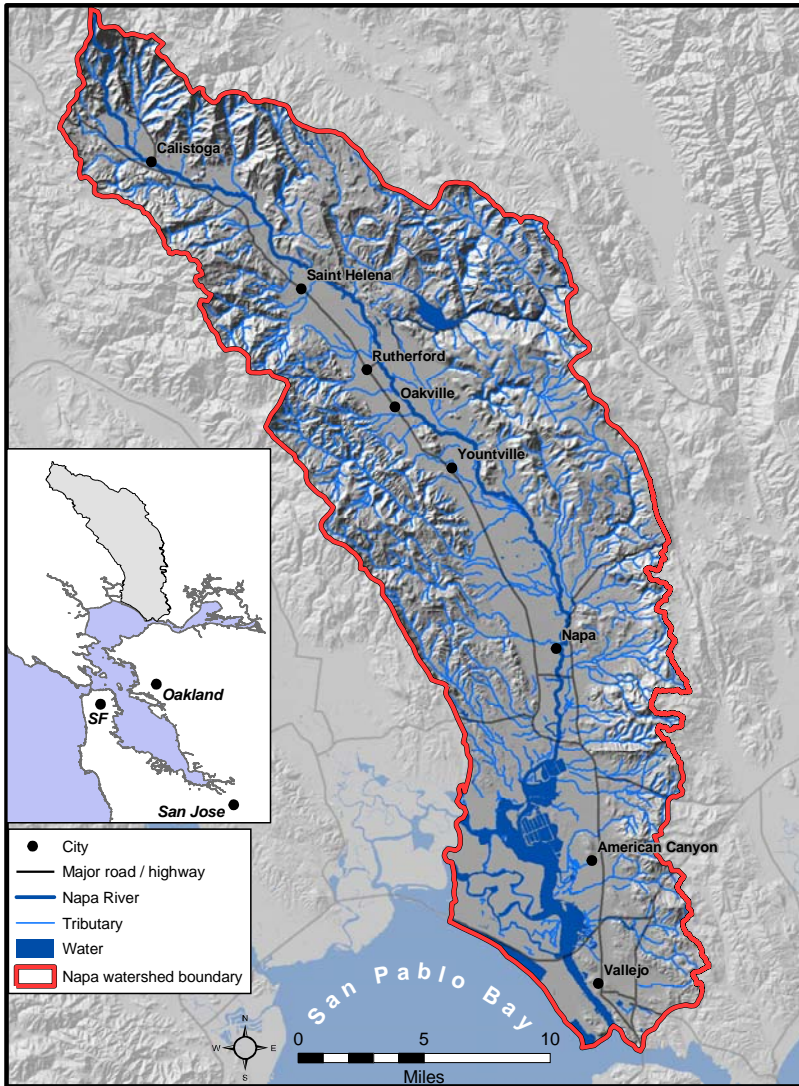 Calistoga
Saint Helena
Rutherford
Oakville
Yountville
Napa
American Canyon
Vallejo
San Pablo Bay
Oakland
SF
San Jose
City
Major road / highway
Napa River
Tributary
Water
Napa watershed boundary
N
W E
S
0 5 10
Miles